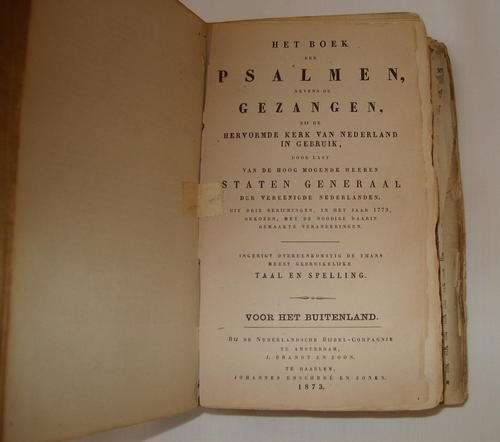 HET BOEK
DER
PSALMEN,
NEVENS DE
GEZANGEN,
BIJ DE
HERVORMDE KERK VAN NEDERLAND
IN GEBRUIK,
DOOR LAST
VAN DE HOOG MOGENDE HEEREN
STATEN GENERAAL
DER VEREENIGDE NEDERLANDEN,
UIT DRIE BERIJMINGEN, IN HET JAAR 1773,
GEKOZEN, MET DE NOODIGE DAARIN
GEMAAKTE VERANDERINGEN.
INGERIGT OVEREENKOMSTIG DE THANS
MEEST GEBRUIKELIJKE
TAAL EN SPELLING.
VOOR HET BUITENLAND.
BIJ DE NEDERLANDSCHE BIJBEL-COMPAGNIE
TE AMSTERDAM,
J. BRANDT EN ZOON.
TE HAARLEM,
JOHANNES ENSCHEDÉ EN ZONEN.
1873.